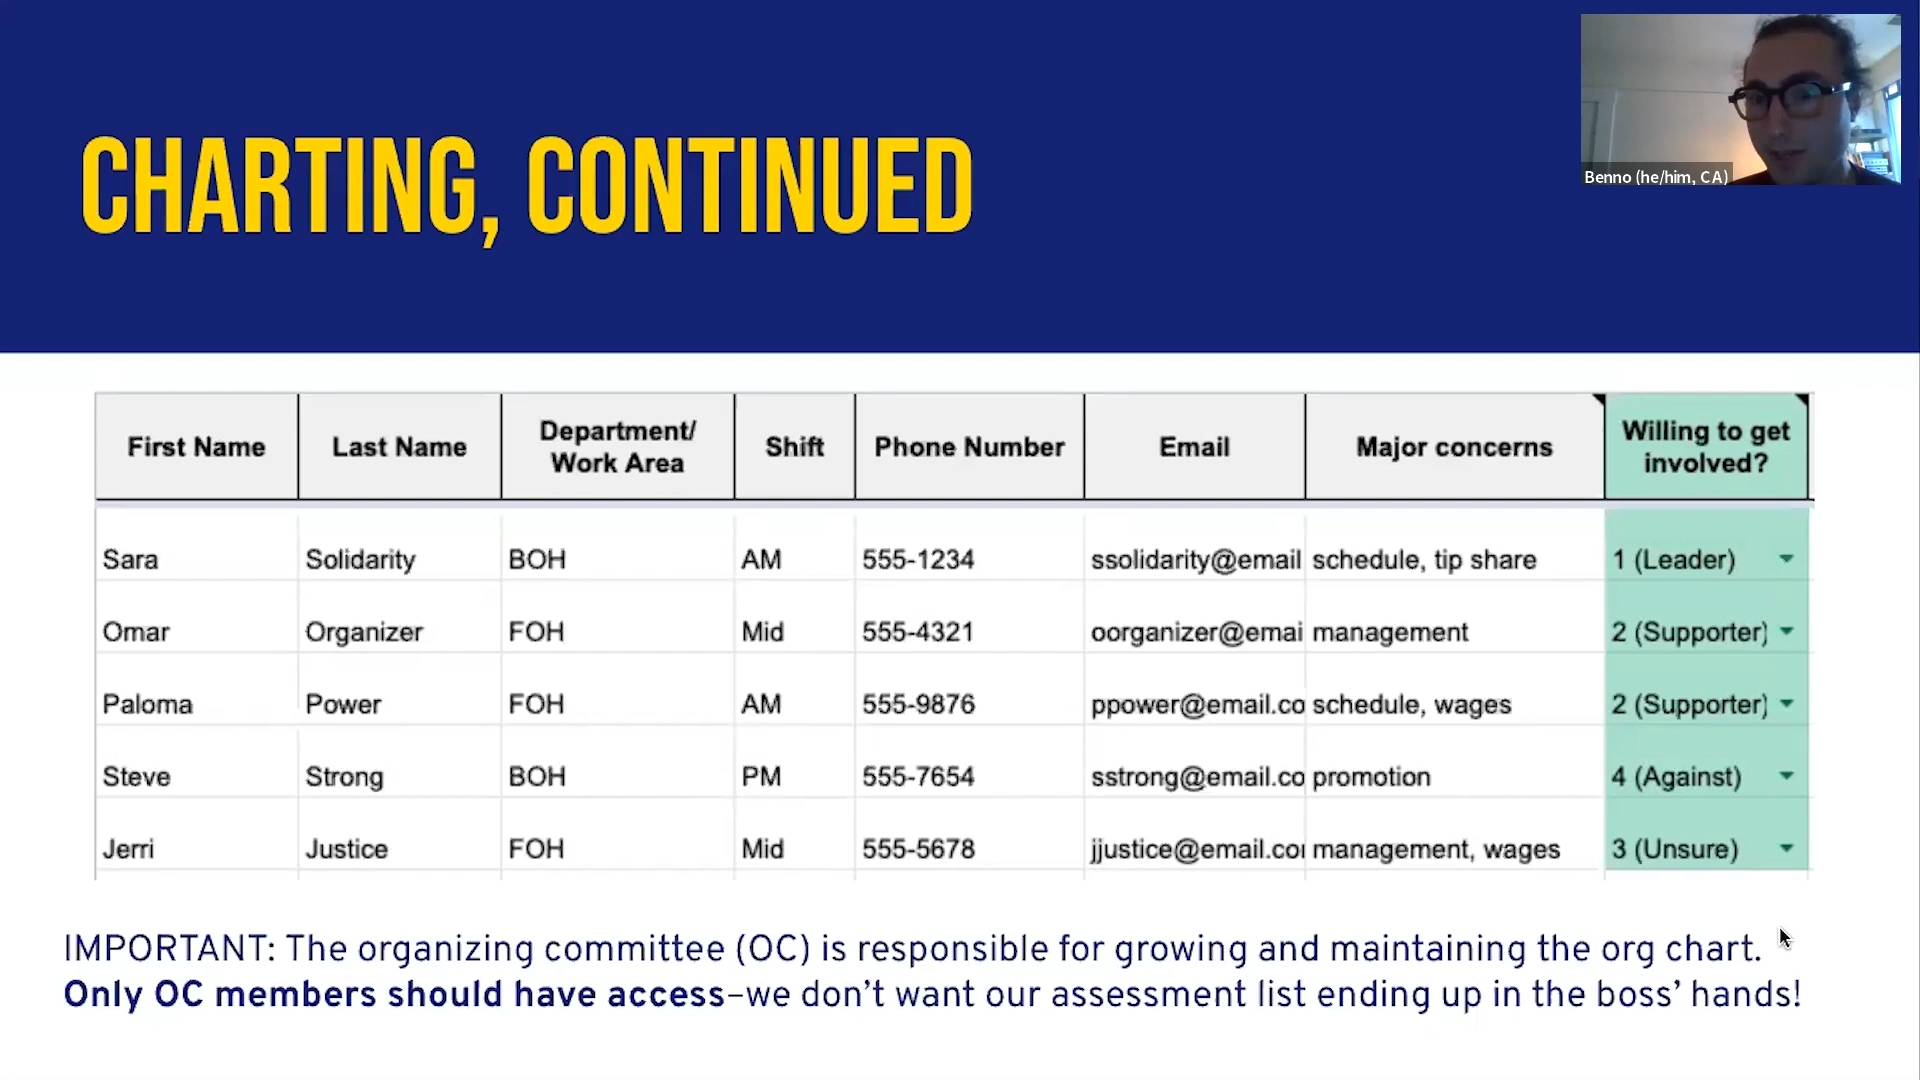 Benno (he/him, CA)
CHARTING, CONTINUED
First Name Last Name Department/ Work Area Shift Phone Number Email Major concerns Willing to get involved?
Sara Solidarity BOH AM 555-1234 ssolidarity@email schedule, tip share 1 (Leader)
Omar Organizer FOH Mid 555-4321 oorganizer@emai management 2 (Supporter)
Paloma Power FOH AM 555-9876 ppower@email.co schedule, wages 2 (Supporter)
Steve Strong BOH PM 555-7654 sstrong@email.co promotion 4 (Against)
Jerri Justice FOH Mid 555-5678 jjustice@email.co management, wages 3 (Unsure)
IMPORTANT: The organizing committee (OC) is responsible for growing and maintaining the org chart.
Only OC members should have access–we don’t want our assessment list ending up in the boss’ hands!